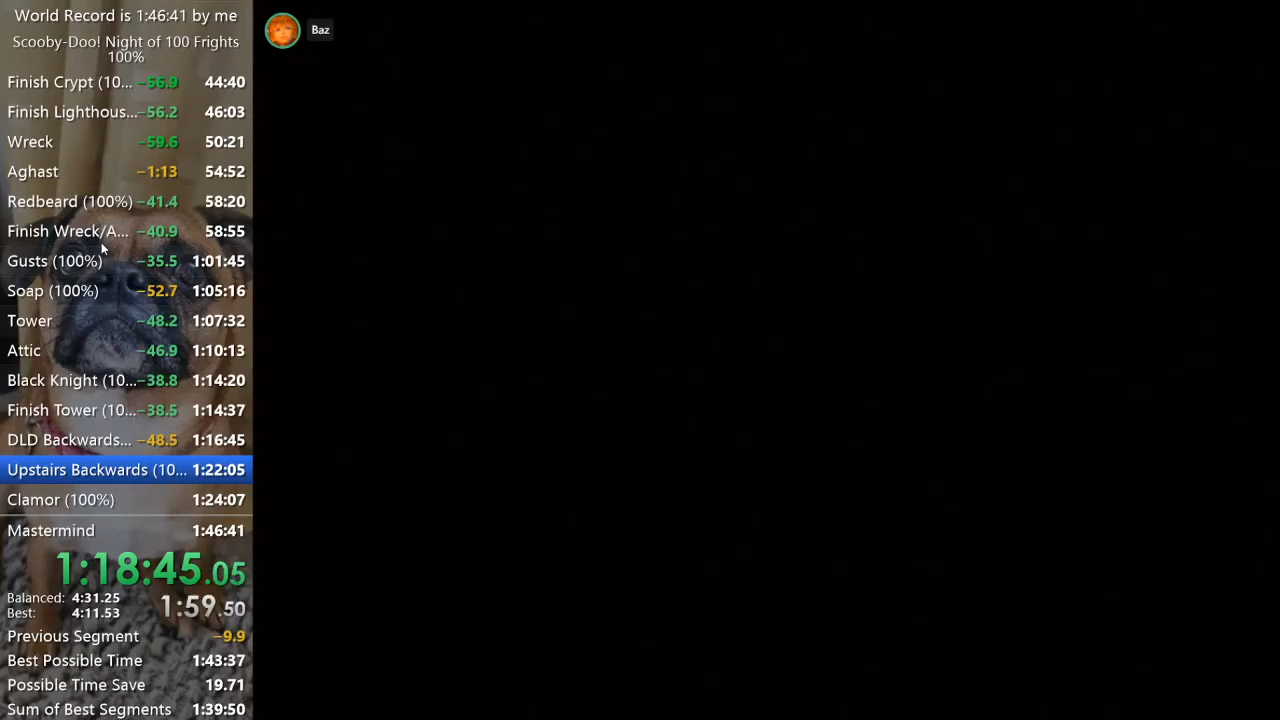 World Record is 1:46:41 by me
Baz
Scooby-Doo! Night of 100 Frights
100%
Finish Crypt (10... −56.9 44:40
Finish Lighthous... −56.2 46:03
Wreck −59.6 50:21
Aghast −1:13 54:52
Redbeard (100%) −41.4 58:20
Finish Wreck/A... −40.9 58:55
Gusts (100%) −35.5 1:01:45
Soap (100%) −52.7 1:05:16
Tower −48.2 1:07:32
Attic −46.9 1:10:13
Black Knight (10... −38.8 1:14:20
Finish Tower (10... −38.5 1:14:37
DLD Backwards... −48.5 1:16:45
Upstairs Backwards (10... 1:22:05
Clamor (100%) 1:24:07
Mastermind 1:46:41
1:18:45.05
Balanced: 4:31.25
Best: 4:11.53
1:59.50
Previous Segment −9.9
Best Possible Time 1:43:37
Possible Time Save 19.71
Sum of Best Segments 1:39:50